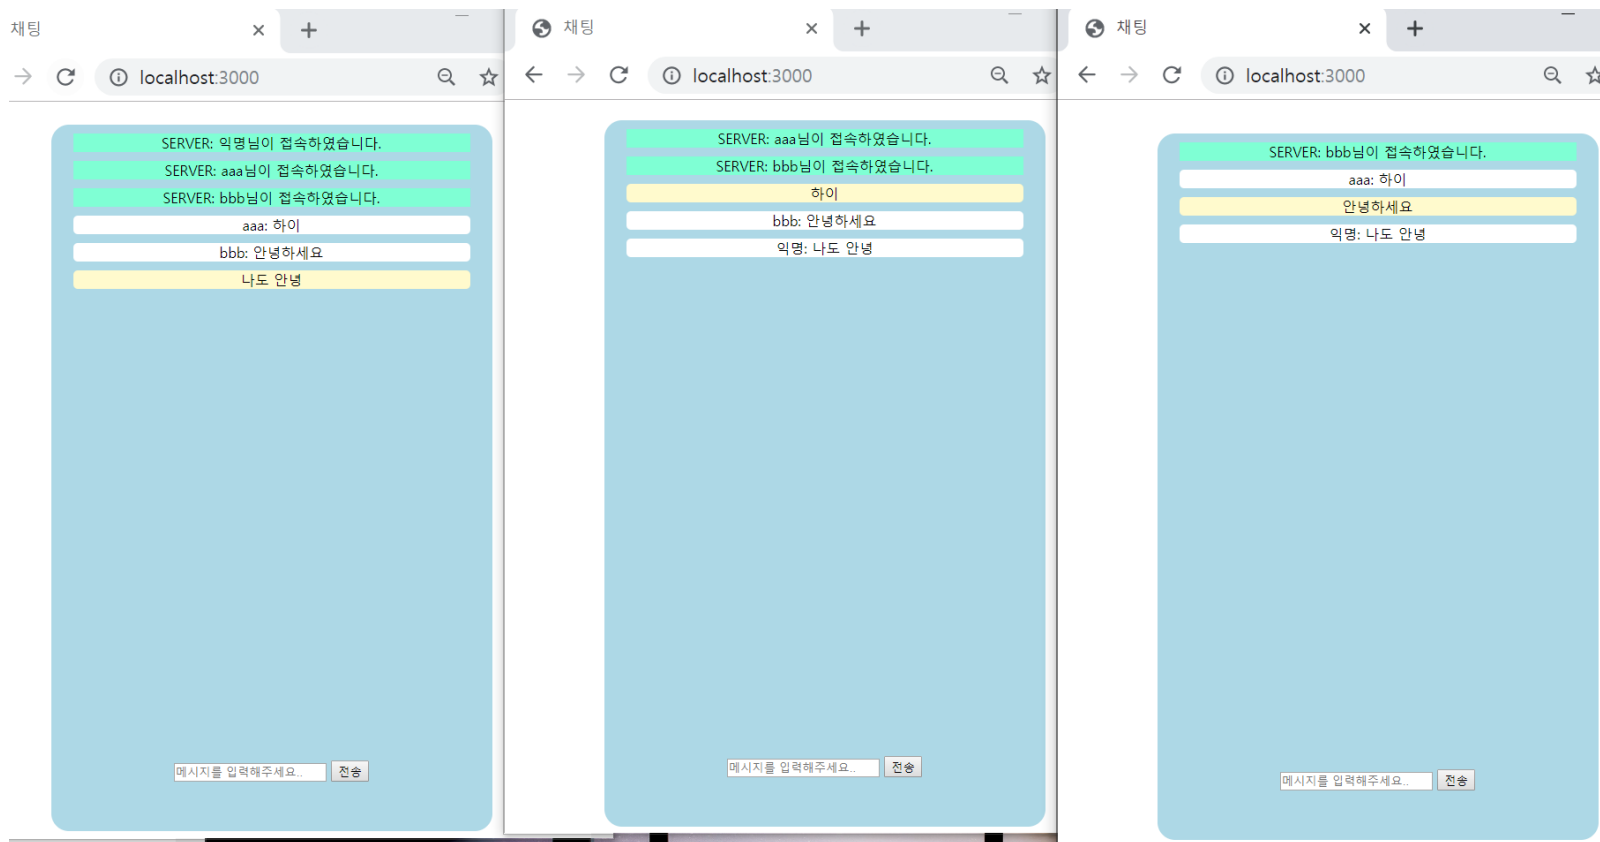 채팅
localhost:3000
SERVER: 익명님이 접속하였습니다.
SERVER: aaa님이 접속하였습니다.
SERVER: bbb님이 접속하였습니다.
aaa: 하이
bbb: 안녕하세요
나도 안녕
메시지를 입력해주세요..
전송
채팅
localhost:3000
SERVER: aaa님이 접속하였습니다.
SERVER: bbb님이 접속하였습니다.
하이
bbb: 안녕하세요
익명: 나도 안녕
메시지를 입력해주세요..
전송
채팅
localhost:3000
SERVER: bbb님이 접속하였습니다.
aaa: 하이
안녕하세요
익명: 나도 안녕
메시지를 입력해주세요..
전송